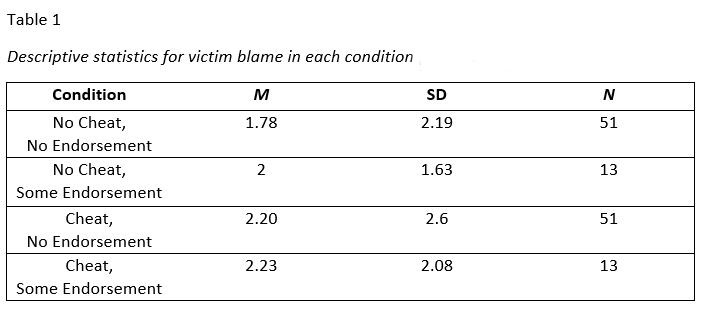 Table 1
Descriptive statistics for victim blame in each condition
Condition M SD N
No Cheat, 1.78 2.19 51
No Endorsement
No Cheat, 2 1.63 13
Some Endorsement
Cheat, 2.20 2.6 51
No Endorsement
Cheat, 2.23 2.08 13
Some Endorsement